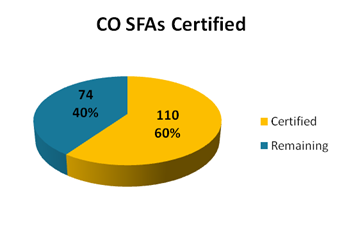 CO SFAs Certified
74
40%
110
60%
Certified
Remaining